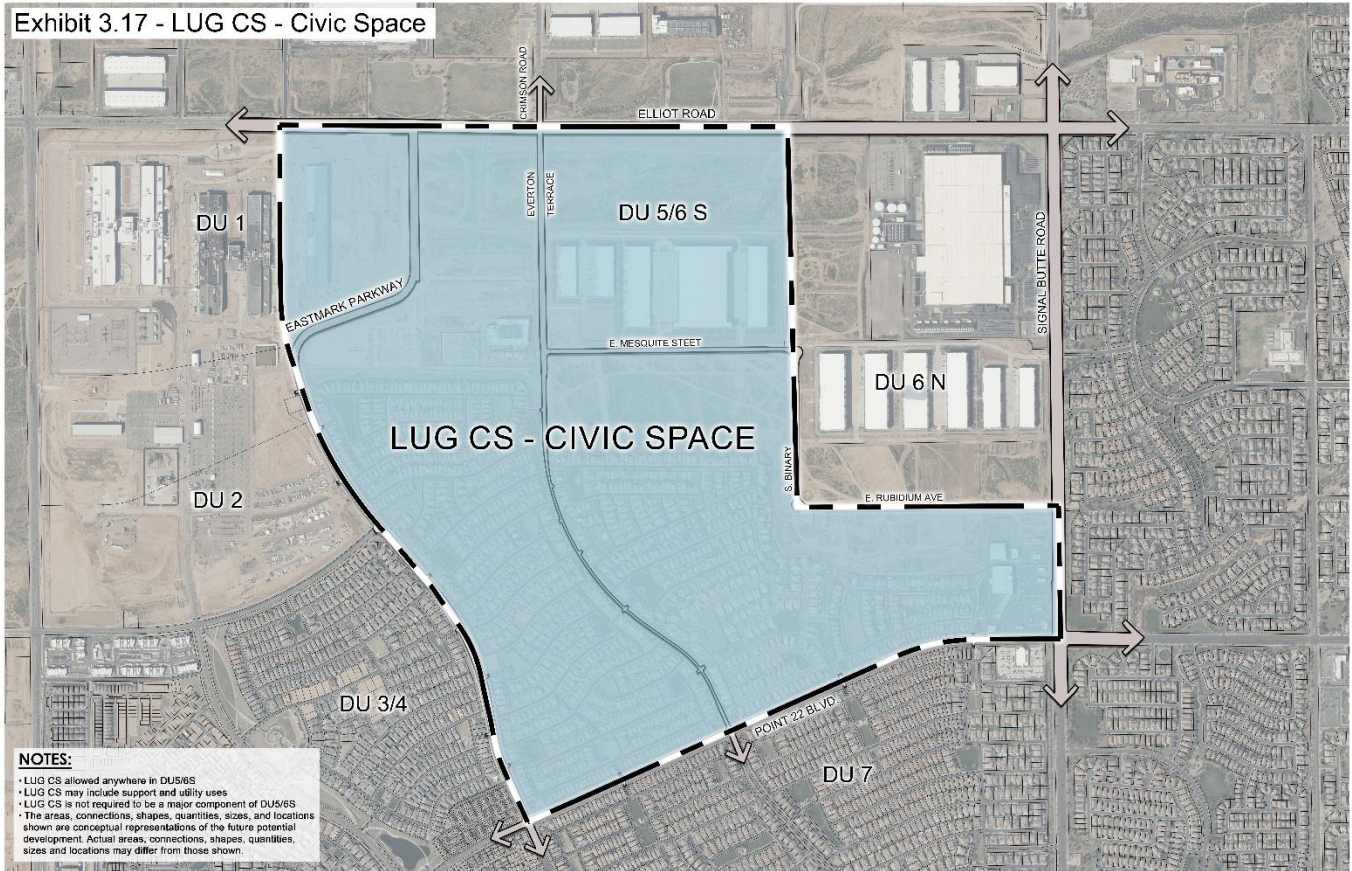 Exhibit 3.17 - LUG CS - Civic Space
CRIMSON ROAD
ELLIOT ROAD
EVERTON
TERRACE
DU 5/6 S
DU 1
SIGNAL BUTTE ROAD
EASTMARK PARKWAY
E. MESQUITE STEET
DU 6 N
LUG CS - CIVIC SPACE
S. BINARY
DU 2
E. RUBIDIUM AVE
DU 3/4
POINT 22 BLVD.
DU 7
NOTES:
• LUG CS allowed anywhere in DU5/6S
• LUG CS may include support and utility uses
• LUG CS is not required to be a major component of DU5/6S
• The areas, connections, shapes, quantities, sizes, and locations
shown are conceptual representations of the future potential
development. Actual areas, connections, shapes, quantities,
sizes and locations may differ from those shown.